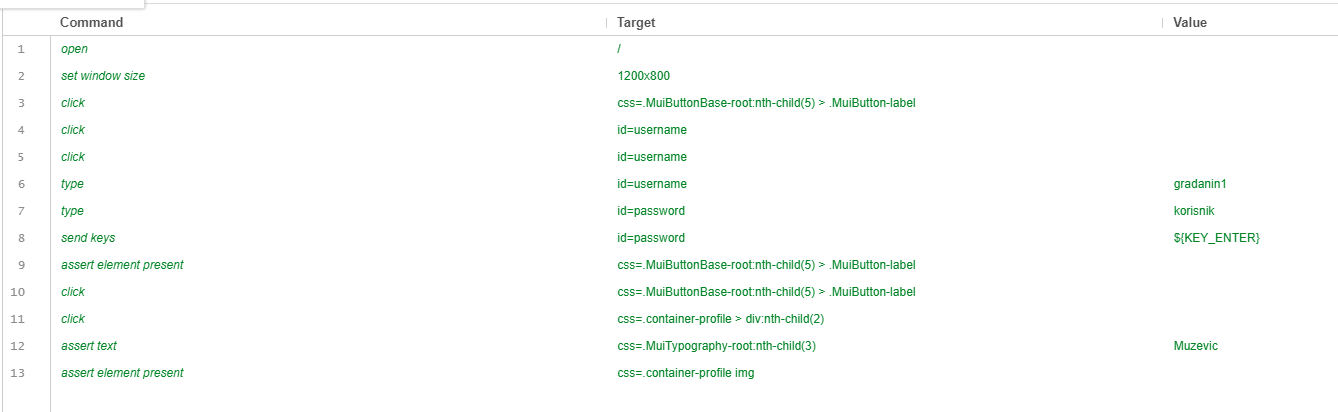 Command Target Value
1 open /
2 set window size 1200x800
3 click css=.MuiButtonBase-root:nth-child(5) > .MuiButton-label
4 click id=username
5 click id=username
6 type id=username gradanin1
7 type id=password korisnik
8 send keys id=password ${KEY_ENTER}
9 assert element present css=.MuiButtonBase-root:nth-child(5) > .MuiButton-label
10 click css=.MuiButtonBase-root:nth-child(5) > .MuiButton-label
11 click css=.container-profile > div:nth-child(2)
12 assert text css=.MuiTypography-root:nth-child(3) Muzevic
13 assert element present css=.container-profile img